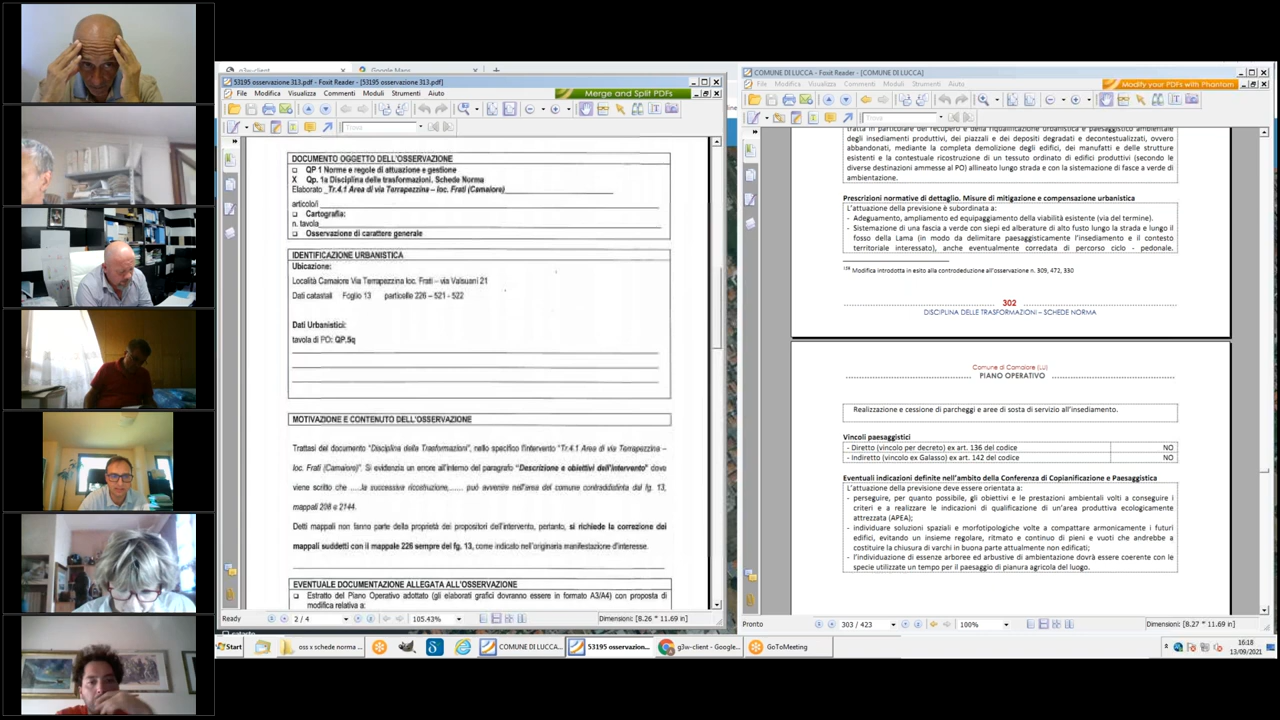 g3w-client
Google Maps
53195 osservazione 313.pdf - Foxit Reader - [53195 osservazione 313.pdf]
File Modifica Visualizza Commento Moduli Strumenti Aiuto
Merge and Split PDFs
DOCUMENTO OGGETTO DELL'OSSERVAZIONE
QP 1 Norme e regole di attuazione e gestione
X Qp. 1a Disciplina delle trasformazioni. Schede Norma
Elaborato _Tr.4.1 Area di via Terrapezzina – loc. Frati (Camaiore)
articolo/i
Cartografia:
n. tavola
Osservazione di carattere generale
IDENTIFICAZIONE URBANISTICA
Ubicazione:
Località Camaiore Via Terrapezzina loc. Frati – via Valsuani 21
Dati catastali Foglio 13 particelle 226 – 521 - 522
Dati Urbanistici:
tavola di PO: QP.5q
MOTIVAZIONE E CONTENUTO DELL'OSSERVAZIONE
Trattasi del documento "Disciplina delle Trasformazioni", nello specifico l'intervento "Tr.4.1 Area di via Terrapezzina –
loc. Frati (Camaiore)". Si evidenzia un errore all'interno del paragrafo "Descrizione e obiettivi dell'intervento" dove
viene scritto che .....la successiva ricostruzione,...... può avvenire nell'area del comune contraddistinta dal fg. 13,
mappali 208 e 2144.
Detti mappali non fanno parte della proprietà dei propositori dell'intervento, pertanto, si richiede la correzione dei
mappali suddetti con il mappale 226 sempre del fg. 13, come indicato nell'originaria manifestazione d'interesse.
EVENTUALE DOCUMENTAZIONE ALLEGATA ALL'OSSERVAZIONE
Estratto del Piano Operativo adottato (gli elaborati grafici dovranno essere in formato A3/A4) con proposta di
modifica relativa a:
Ready 2 / 4 105.43% Dimensioni: [8.26 * 11.69 in]
COMUNE DI LUCCA - Foxit Reader - [COMUNE DI LUCCA]
File Modifica Visualizza Commento Moduli Strumenti Aiuto
Modify your PDFs with Phantom
tratta in particolare del recupero e della riqualificazione urbanistica e paesaggistico ambientale
degli insediamenti produttivi, dei piazzali e dei depositi degradati e decontestualizzati, ovvero
abbandonati, mediante la completa demolizione degli edifici, dei manufatti e delle strutture
esistenti e la contestuale ricostruzione di un tessuto ordinato di edifici produttivi (secondo le
diverse destinazioni ammesse al PO) allineato lungo strada e con la sistemazione di fasce a verde di
ambientazione.
Prescrizioni normative di dettaglio. Misure di mitigazione e compensazione urbanistica
L'attuazione della previsione è subordinata a:
- Adeguamento, ampliamento ed equipaggiamento della viabilità esistente (via del termine).
- Sistemazione di una fascia a verde con siepi ed alberature di alto fusto lungo la strada e lungo il
fosso della Lama (in modo da delimitare paesaggisticamente l'insediamento e il contesto
territoriale interessato), anche eventualmente corredata di percorso ciclo - pedonale.
Modifica introdotta in esito alla controdeduzione all'osservazione n. 309, 472, 330
302
DISCIPLINA DELLE TRASFORMAZIONI – SCHEDE NORMA
Comune di Camaiore (LU)
PIANO OPERATIVO
Realizzazione e cessione di parcheggi e aree di sosta di servizio all'insediamento.
Vincoli paesaggistici
- Diretto (vincolo per decreto) ex art. 136 del codice NO
- Indiretto (vincolo ex Galasso) ex art. 142 del codice NO
Eventuali indicazioni definite nell'ambito della Conferenza di Copianificazione e Paesaggistica
L'attuazione della previsione deve essere orientata a:
- perseguire, per quanto possibile, gli obiettivi e le prestazioni ambientali volti a conseguire i
criteri e a realizzare le indicazioni di qualificazione di un'area produttiva ecologicamente
attrezzata (APEA);
- individuare soluzioni spaziali e morfotipologiche volte a compattare armonicamente i futuri
edifici, evitando un insieme regolare, ritmato e continuo di pieni e vuoti che andrebbe a
costituire la chiusura di varchi in buona parte attualmente non edificati;
- l'individuazione di essenze arboree ed arbustive di ambientazione dovrà essere coerente con le
specie utilizzate un tempo per il paesaggio di pianura agricola del luogo.
Pronto 303 / 423 100% Dimensioni: [8.27 * 11.69 in]
Start oss x schede norma ... COMUNE DI LUCCA... 53195 osservazion... g3w-client - Google... GoToMeeting
16:18
13/09/2021